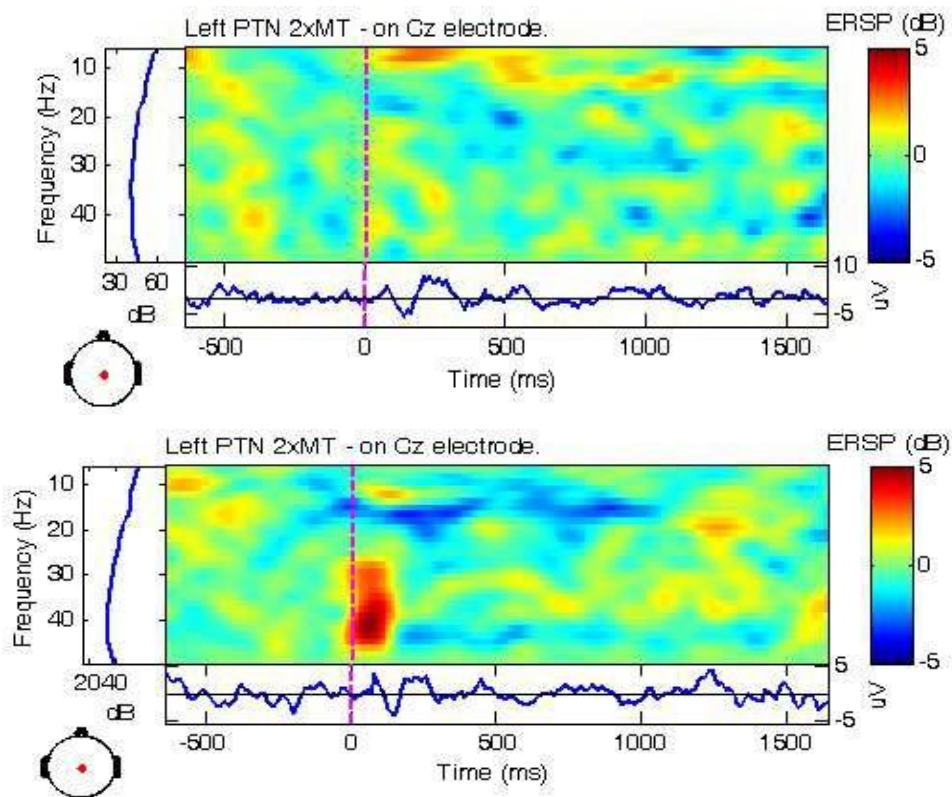 Left PTN 2xMT - on Cz electrode.
ERSP (dB)
5
0
-5
Frequency (Hz)
10
20
30
40
30 60
dB
10
-5
uV
-500 0 500 1000 1500
Time (ms)
Left PTN 2xMT - on Cz electrode.
ERSP (dB)
5
0
-5
Frequency (Hz)
10
20
30
40
2040
dB
5
-5
uV
-500 0 500 1000 1500
Time (ms)